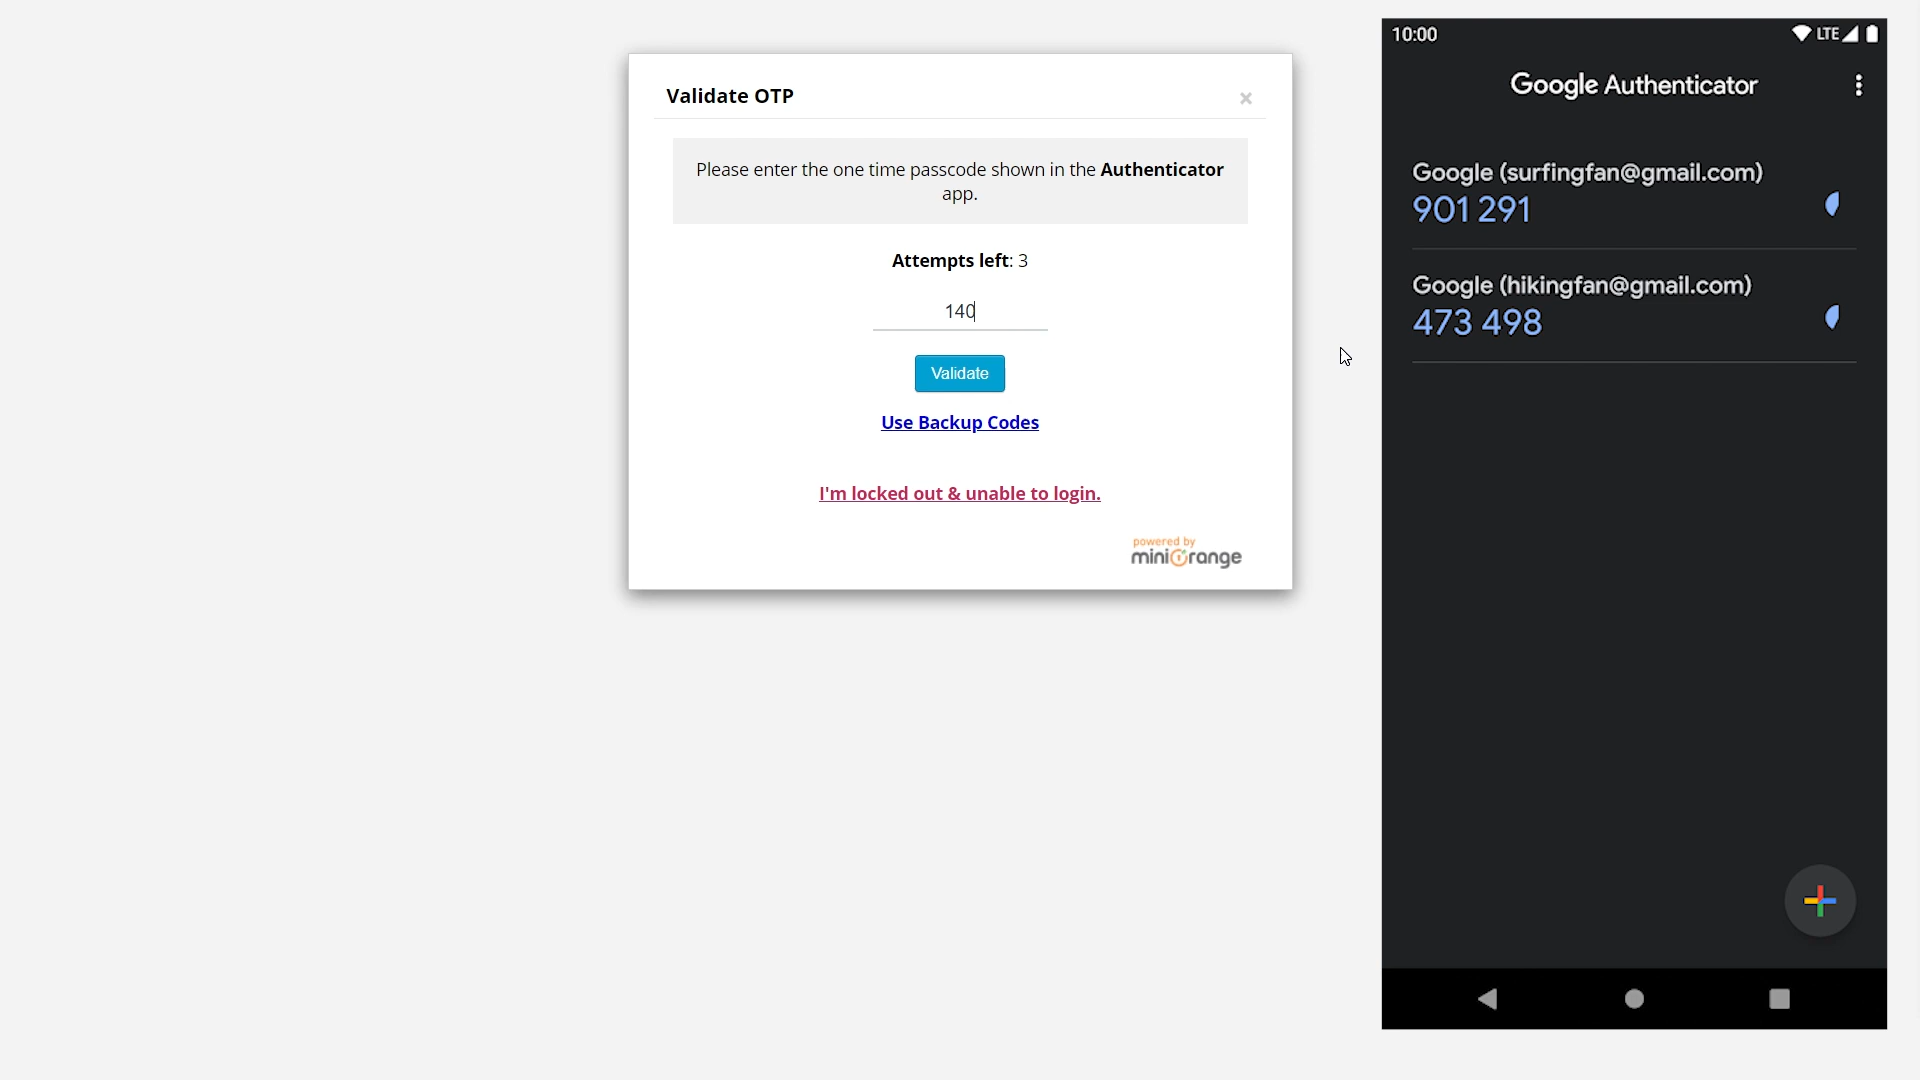 Validate OTP
×
Please enter the one time passcode shown in the Authenticator
app.
Attempts left: 3
140
Validate
Use Backup Codes
I'm locked out & unable to login.
powered by
miniOrange
10:00
LTE
Google Authenticator
Google (surfingfan@gmail.com)
901 291
Google (hikingfan@gmail.com)
473 498